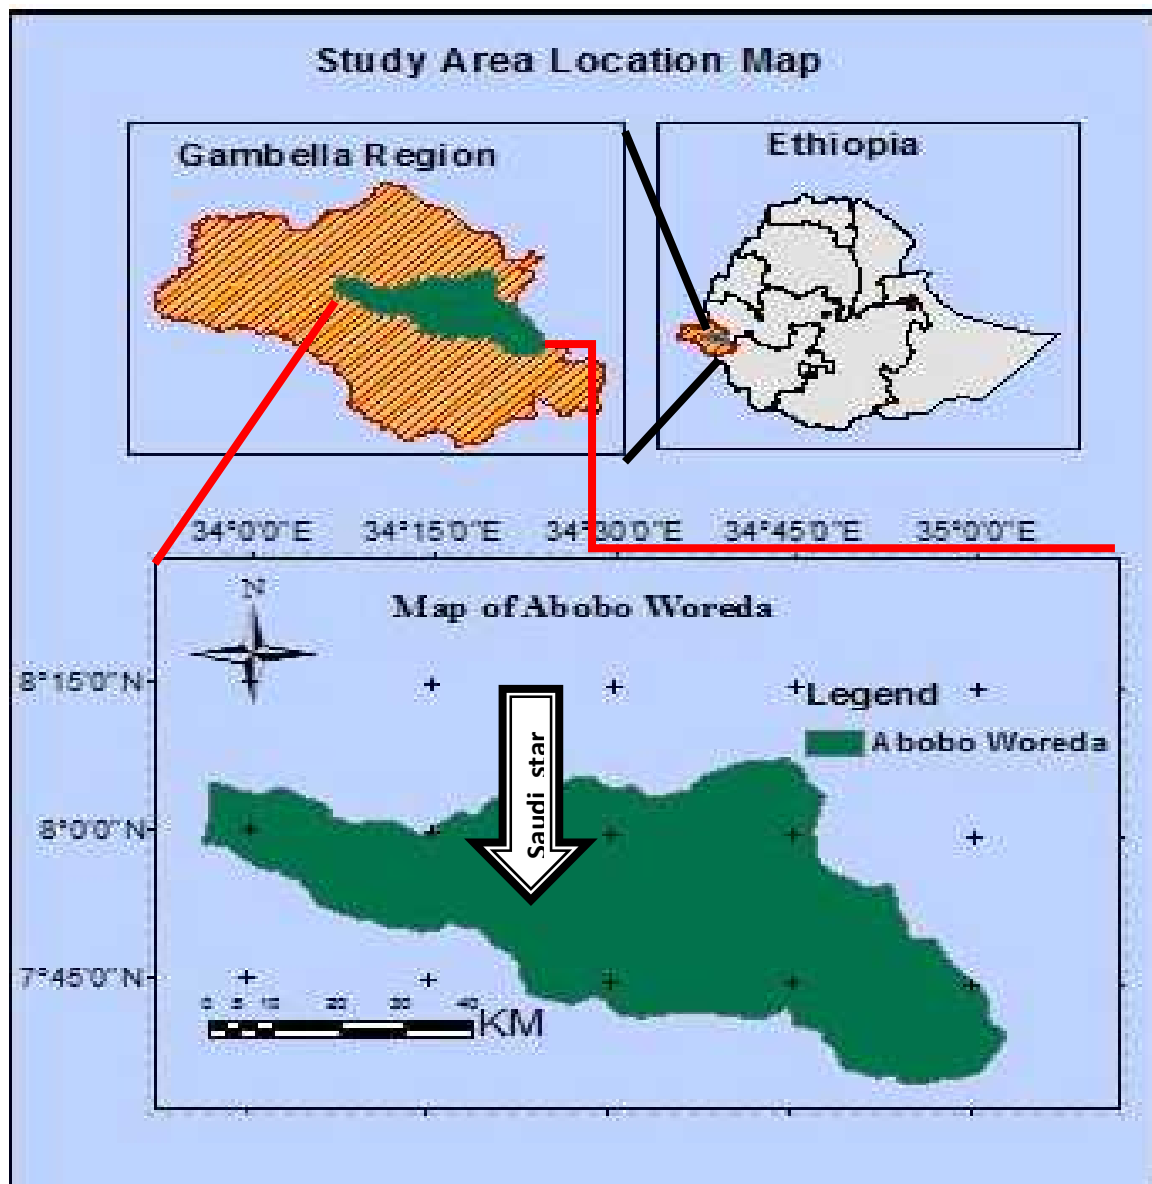 Study Area Location Map
Gambella Region
Ethiopia
34°0'0"E 34°15'0"E 34°30'0"E 34°45'0"E 35°0'0"E
N
Map of Abobo Woreda
8°15'0"N
Legend
Abobo Woreda
Saudi star
8°0'0"N
7°45'0"N
0 5 10 20 30 40
KM